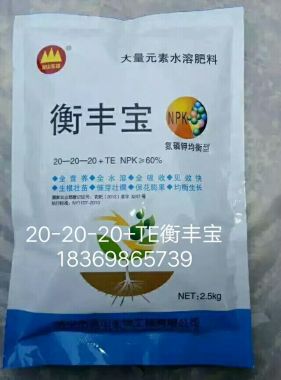 大量元素水溶肥料
衡丰宝
NPK
氮磷钾均衡型
20—20—20+TE NPK≥60%
◆全营养 ◆全水溶 ◆全吸收 ◆见效快
◆生根壮苗 ◆催芽壮梢 ◆保花膨果 ◆均衡生长
20-20-20+TE衡丰宝
18369865739
NET:2.5kg